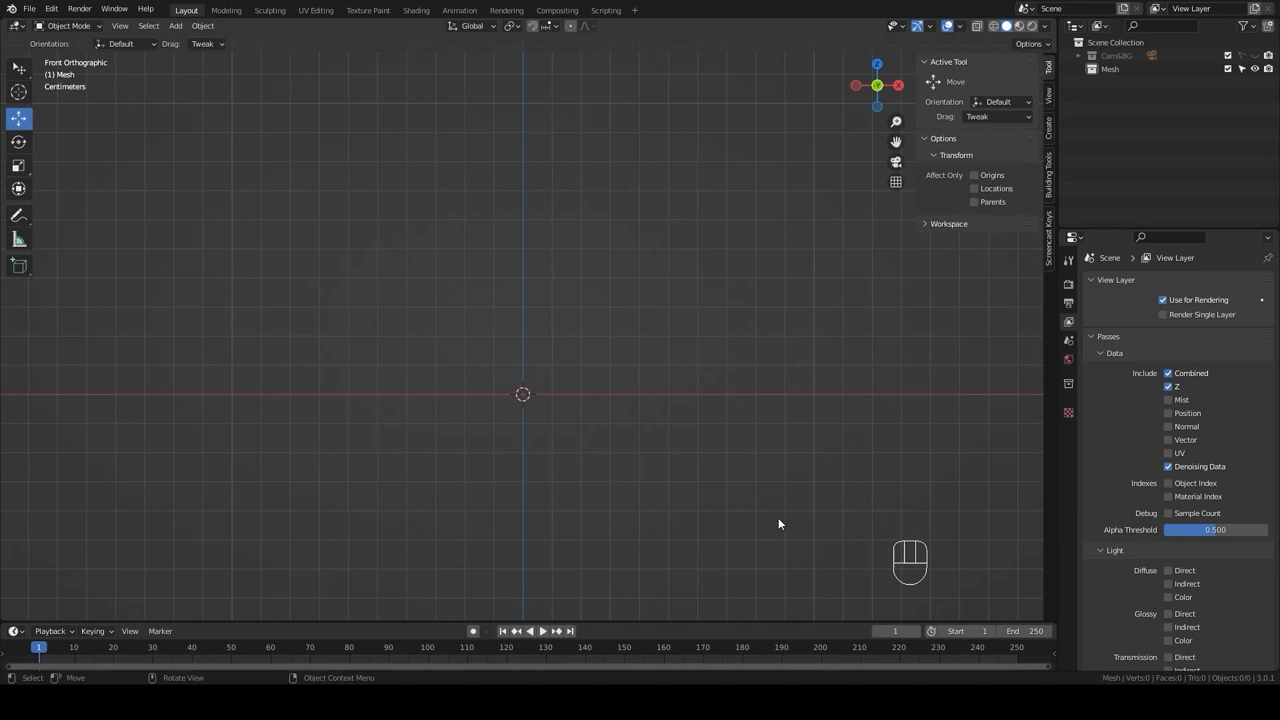 File Edit Render Window Help Layout Modeling Sculpting UV Editing Texture Paint Shading Animation Rendering Compositing Scripting + Scene View Layer
Object Mode View Select Add Object Global
Orientation: Default Drag: Tweak Options
Front Orthographic
(1) Mesh
Centimeters
Z
Y
X
Active Tool
Move
Orientation Default
Drag: Tweak
Options
Transform
Affect Only Origins
Locations
Parents
Workspace
Tool
View
Create
Building Tools
Screencast Keys
Scene Collection
Cam&BG
Mesh
Scene View Layer
View Layer
Use for Rendering
Render Single Layer
Passes
Data
Include Combined
Z
Mist
Position
Normal
Vector
UV
Denoising Data
Indexes Object Index
Material Index
Debug Sample Count
Alpha Threshold 0.500
Light
Diffuse Direct
Indirect
Color
Glossy Direct
Indirect
Color
Transmission Direct
Playback Keying View Marker 1 Start 1 End 250
1 10 20 30 40 50 60 70 80 90 100 110 120 130 140 150 160 170 180 190 200 210 220 230 240 250
Select Move Rotate View Object Context Menu Mesh | Verts:0 | Faces:0 | Tris:0 | Objects:0/0 | 3.0.1